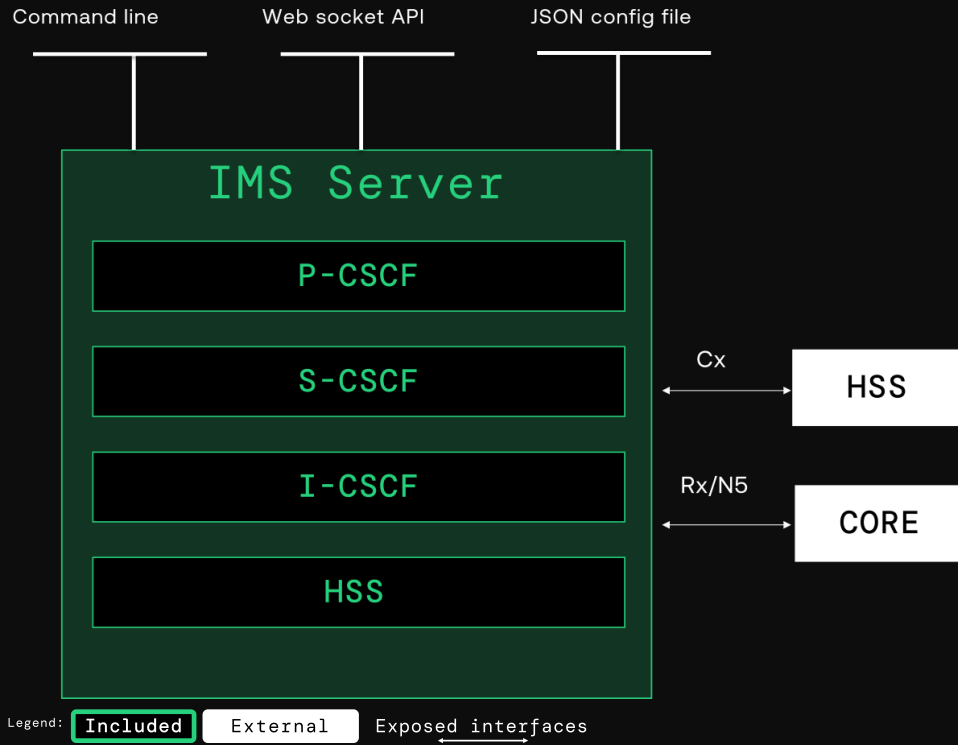 Command line
Web socket API
JSON config file
IMS Server
P-CSCF
S-CSCF
Cx
HSS
I-CSCF
Rx/N5
CORE
HSS
Legend:
Included
External
Exposed interfaces